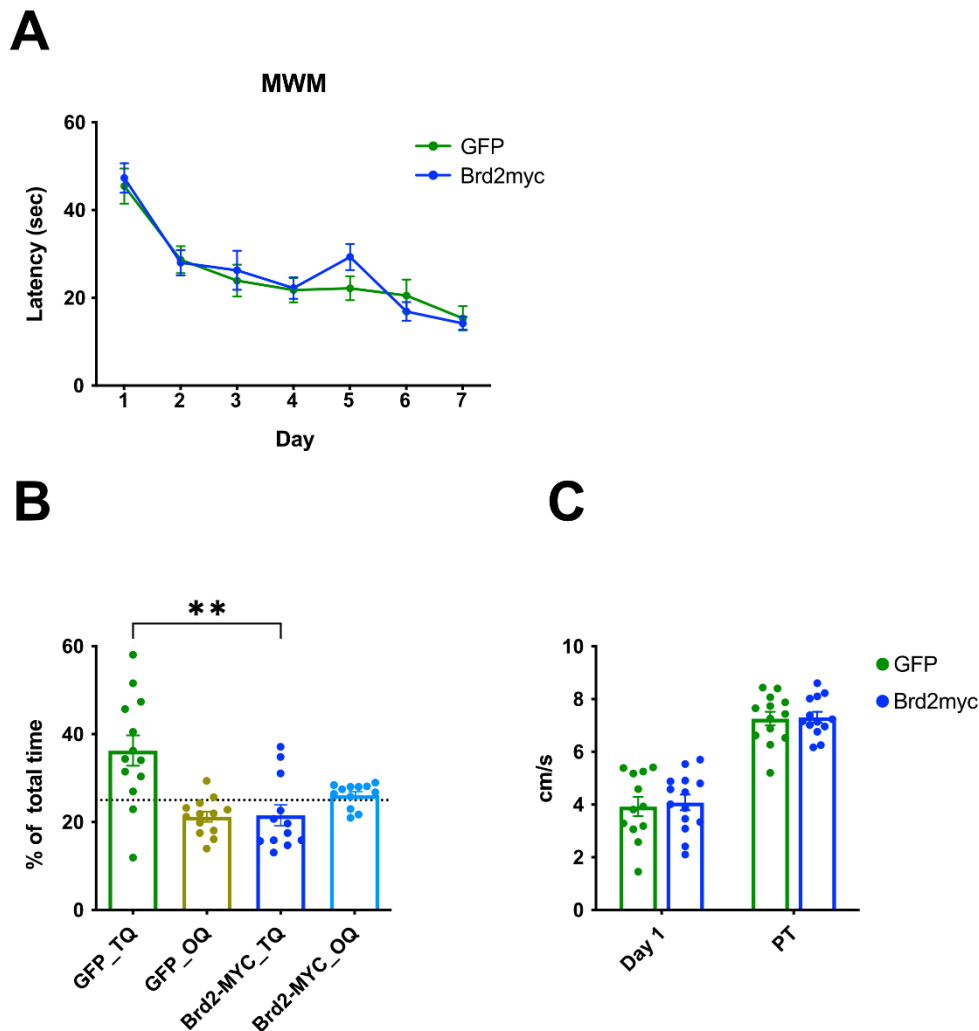 A
MWM
60
40
20
0
Latency (sec)
GFP
Brd2myc
1 2 3 4 5 6 7
Day
B
**
60
40
20
0
% of total time
GFP_TQ
GFP_OQ
Brd2-MYC_TQ
Brd2-MYC_OQ
C
10
8
6
4
2
0
cm/s
GFP
Brd2myc
Day 1
PT